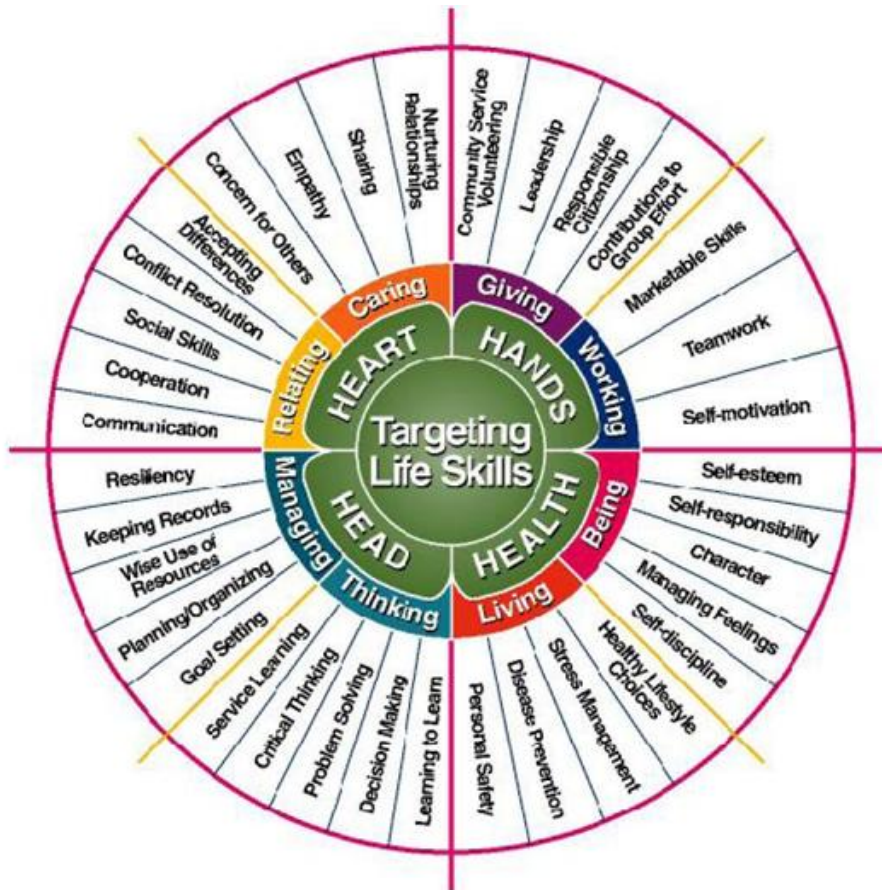 Targeting
Life Skills
HEART
HANDS
HEALTH
HEAD
Caring
Giving
Working
Being
Living
Thinking
Managing
Relating
Nurturing
Relationships
Sharing
Empathy
Concern for Others
Accepting
Differences
Conflict Resolution
Social Skills
Cooperation
Communication
Community Service
Volunteering
Leadership
Responsible
Citizenship
Contributions to
Group Effort
Marketable Skills
Teamwork
Self-motivation
Self-esteem
Self-responsibility
Character
Managing Feelings
Self-discipline
Healthy Lifestyle
Choices
Stress Management
Disease Prevention
Personal Safety
Learning to Learn
Decision Making
Problem Solving
Critical Thinking
Service Learning
Goal Setting
Planning/Organizing
Wise Use of
Resources
Keeping Records
Resiliency